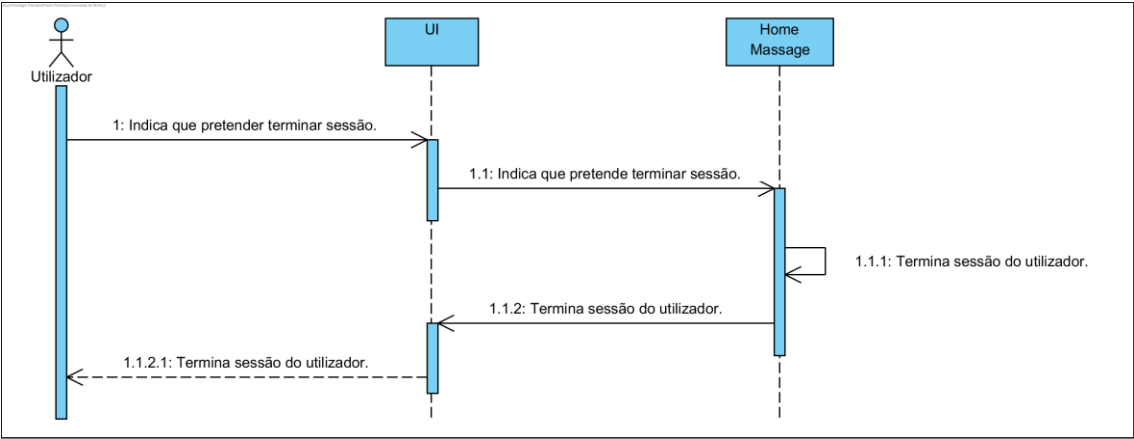 Utilizador
UI
Home
Massage
1: Indica que pretender terminar sessão.
1.1: Indica que pretende terminar sessão.
1.1.1: Termina sessão do utilizador.
1.1.2: Termina sessão do utilizador.
1.1.2.1: Termina sessão do utilizador.